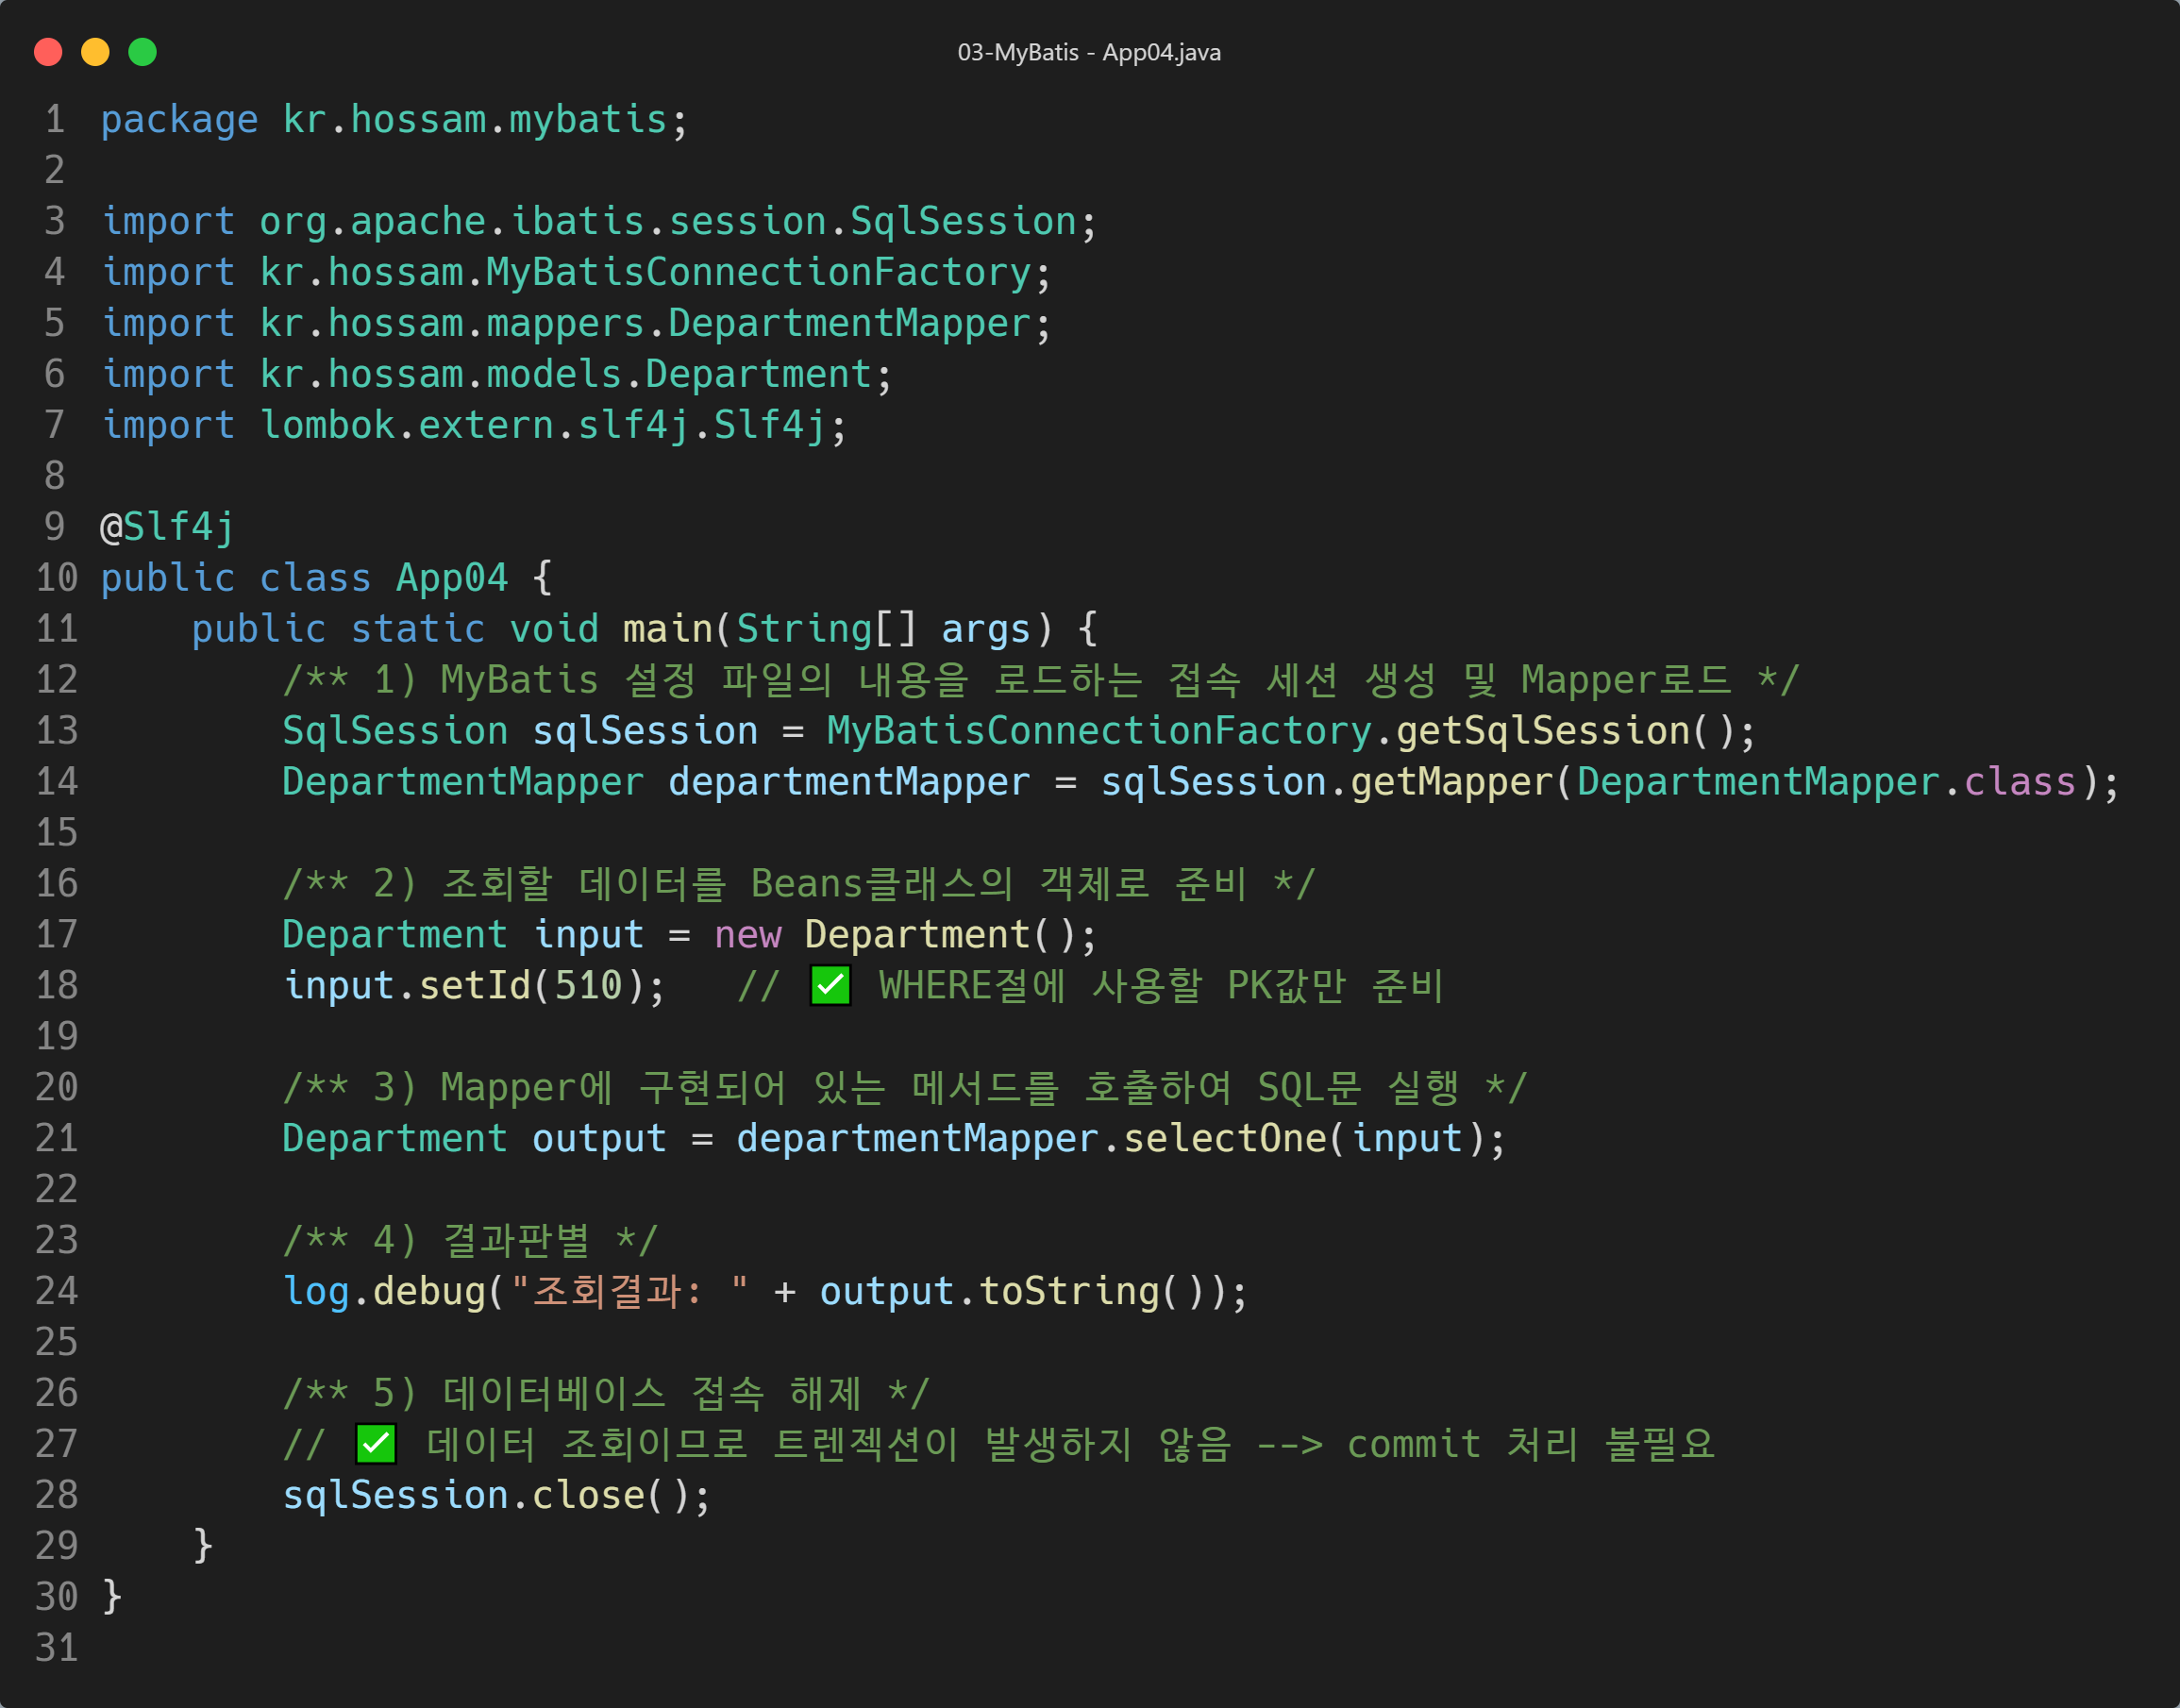 03-MyBatis - App04.java
1 package kr.hossam.mybatis;
2
3 import org.apache.ibatis.session.SqlSession;
4 import kr.hossam.MyBatisConnectionFactory;
5 import kr.hossam.mappers.DepartmentMapper;
6 import kr.hossam.models.Department;
7 import lombok.extern.slf4j.Slf4j;
8
9 @Slf4j
10 public class App04 {
11     public static void main(String[] args) {
12         /** 1) MyBatis 설정 파일의 내용을 로드하는 접속 세션 생성 및 Mapper로드 */
13         SqlSession sqlSession = MyBatisConnectionFactory.getSqlSession();
14         DepartmentMapper departmentMapper = sqlSession.getMapper(DepartmentMapper.class);
15
16         /** 2) 조회할 데이터를 Beans클래스의 객체로 준비 */
17         Department input = new Department();
18         input.setId(510);   // ✅ WHERE절에 사용할 PK값만 준비
19
20         /** 3) Mapper에 구현되어 있는 메서드를 호출하여 SQL문 실행 */
21         Department output = departmentMapper.selectOne(input);
22
23         /** 4) 결과판별 */
24         log.debug("조회결과: " + output.toString());
25
26         /** 5) 데이터베이스 접속 해제 */
27         // ✅ 데이터 조회이므로 트렌젝션이 발생하지 않음 --> commit 처리 불필요
28         sqlSession.close();
29     }
30 }
31